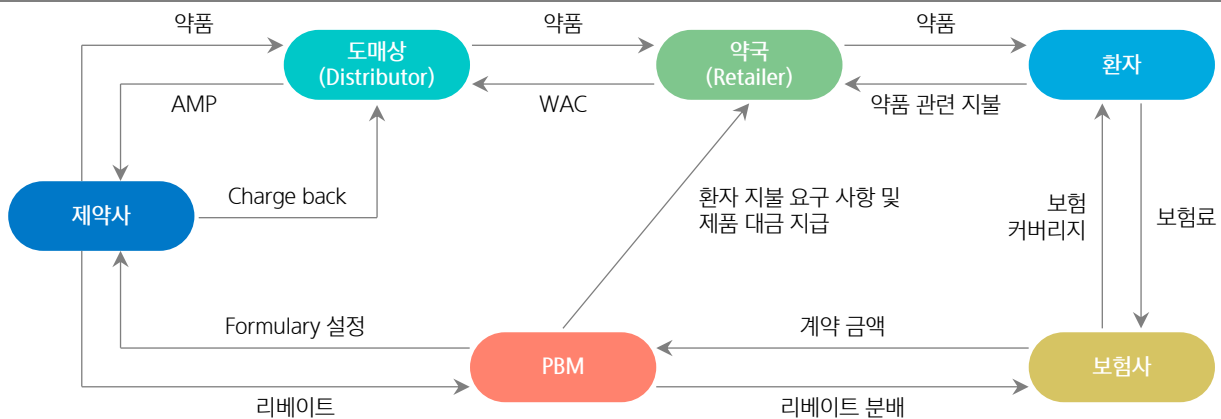 약품
약품
약품
도매상
(Distributor)
약국
(Retailer)
환자
AMP
WAC
약품 관련 지불
제약사
Charge back
환자 지불 요구 사항 및
제품 대금 지급
보험
커버리지
보험료
Formulary 설정
계약 금액
PBM
보험사
리베이트
리베이트 분배